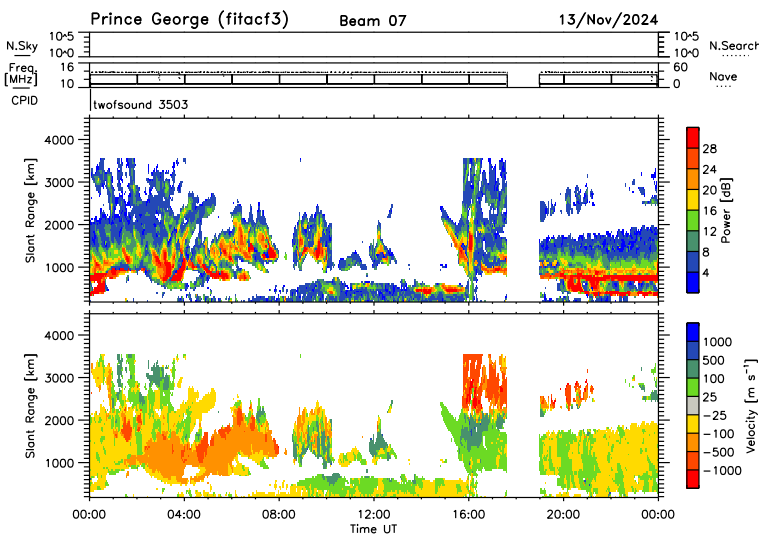 Prince George (fitacf3) Beam 07 13/Nov/2024
N.Sky 10^5 10^5 N.Search
10^0 10^0
Freq. 16 60
[MHz] 10 0 Nave
CPID twofsound 3503
Slant Range [km]
4000
3000
2000
1000
Power [dB]
28
24
20
16
12
8
4
Slant Range [km]
4000
3000
2000
1000
Velocity [m s⁻¹]
1000
500
100
25
−25
−100
−500
−1000
00:00 04:00 08:00 12:00 16:00 20:00 00:00
Time UT